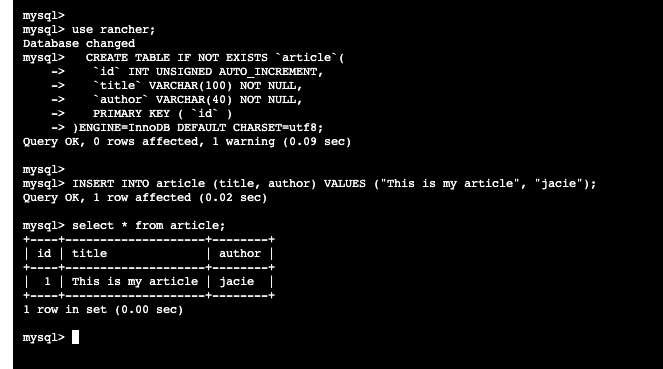 mysql>
mysql> use rancher;
Database changed
mysql>   CREATE TABLE IF NOT EXISTS `article`(
    ->    `id` INT UNSIGNED AUTO_INCREMENT,
    ->    `title` VARCHAR(100) NOT NULL,
    ->    `author` VARCHAR(40) NOT NULL,
    ->    PRIMARY KEY ( `id` )
    -> )ENGINE=InnoDB DEFAULT CHARSET=utf8;
Query OK, 0 rows affected, 1 warning (0.09 sec)
mysql>
mysql> INSERT INTO article (title, author) VALUES ("This is my article", "jacie");
Query OK, 1 row affected (0.02 sec)
mysql> select * from article;
+----+--------------------+--------+
| id | title              | author |
+----+--------------------+--------+
|  1 | This is my article | jacie  |
+----+--------------------+--------+
1 row in set (0.00 sec)
mysql>